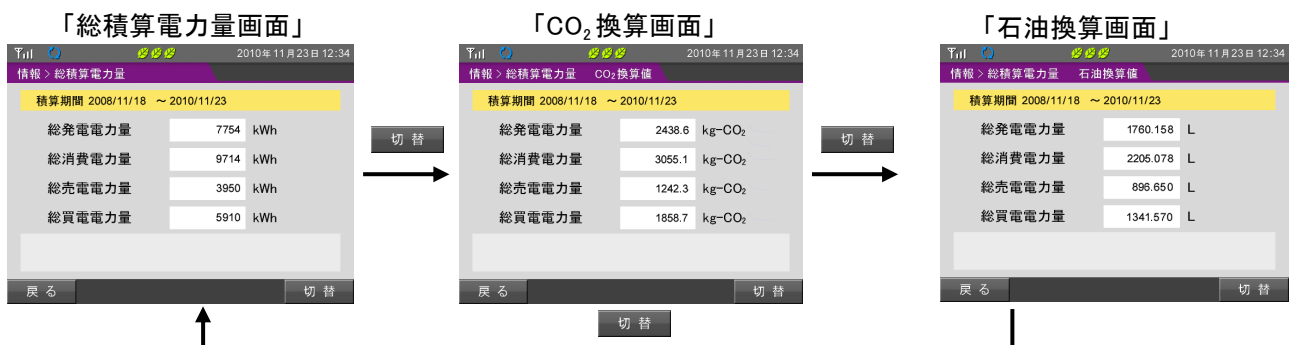 「総積算電力量画面」
2010年11月23日 12:34
情報 > 総積算電力量
積算期間 2008/11/18 ~ 2010/11/23
総発電電力量 7754 kWh
総消費電力量 9714 kWh
総売電電力量 3950 kWh
総買電電力量 5910 kWh
戻る 切替
切替
「CO₂換算画面」
2010年11月23日 12:34
情報 > 総積算電力量 CO₂換算値
積算期間 2008/11/18 ~ 2010/11/23
総発電電力量 2438.6 kg-CO₂
総消費電力量 3055.1 kg-CO₂
総売電電力量 1242.3 kg-CO₂
総買電電力量 1858.7 kg-CO₂
戻る 切替
切替
「石油換算画面」
2010年11月23日 12:34
情報 > 総積算電力量 石油換算値
積算期間 2008/11/18 ~ 2010/11/23
総発電電力量 1760.158 L
総消費電力量 2205.078 L
総売電電力量 896.650 L
総買電電力量 1341.570 L
戻る 切替
切替